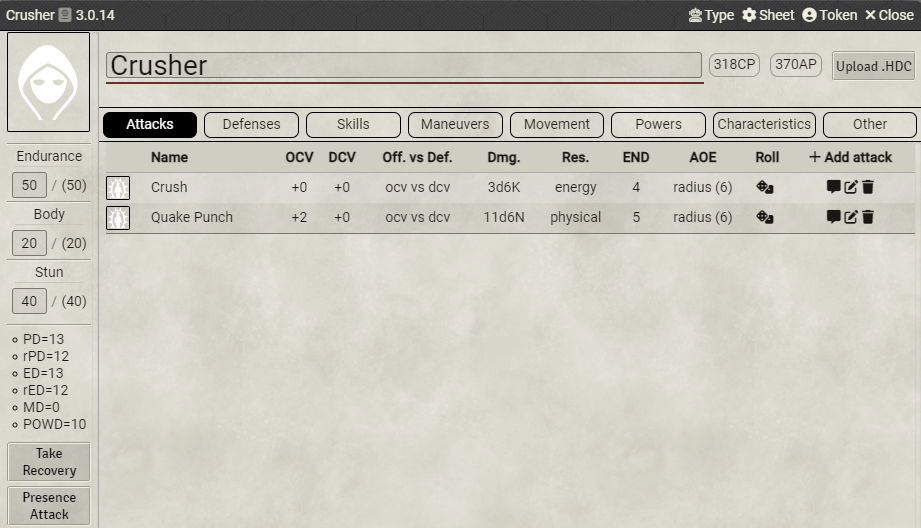 Crusher 3.0.14 Type Sheet Token Close
Crusher 318CP 370AP Upload .HDC
Attacks Defenses Skills Maneuvers Movement Powers Characteristics Other
Endurance
50 / (50)
Body
20 / (20)
Stun
40 / (40)
PD=13
rPD=12
ED=13
rED=12
MD=0
POWD=10
Take
Recovery
Presence
Attack
Name OCV DCV Off. vs Def. Dmg. Res. END AOE Roll + Add attack
Crush +0 +0 ocv vs dcv 3d6K energy 4 radius (6)
Quake Punch +2 +0 ocv vs dcv 11d6N physical 5 radius (6)